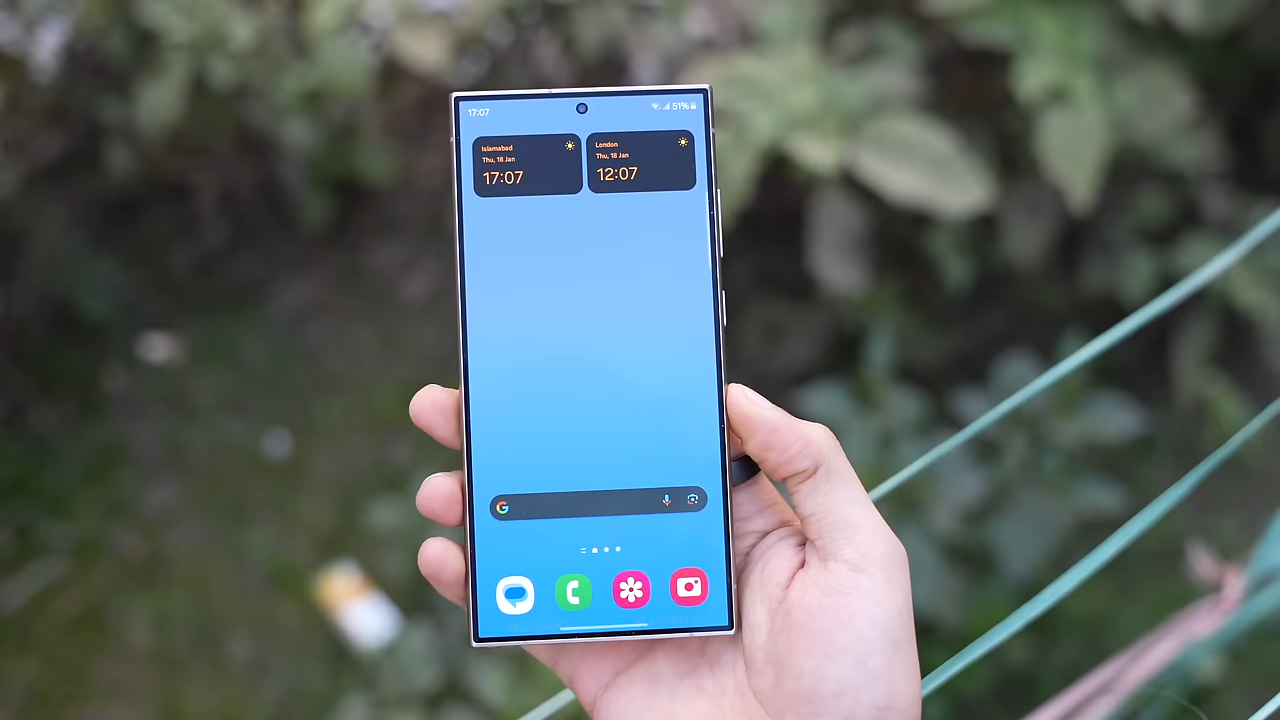 17:07
51%
Islamabad
Thu, 18 Jan
17:07
London
Thu, 18 Jan
12:07